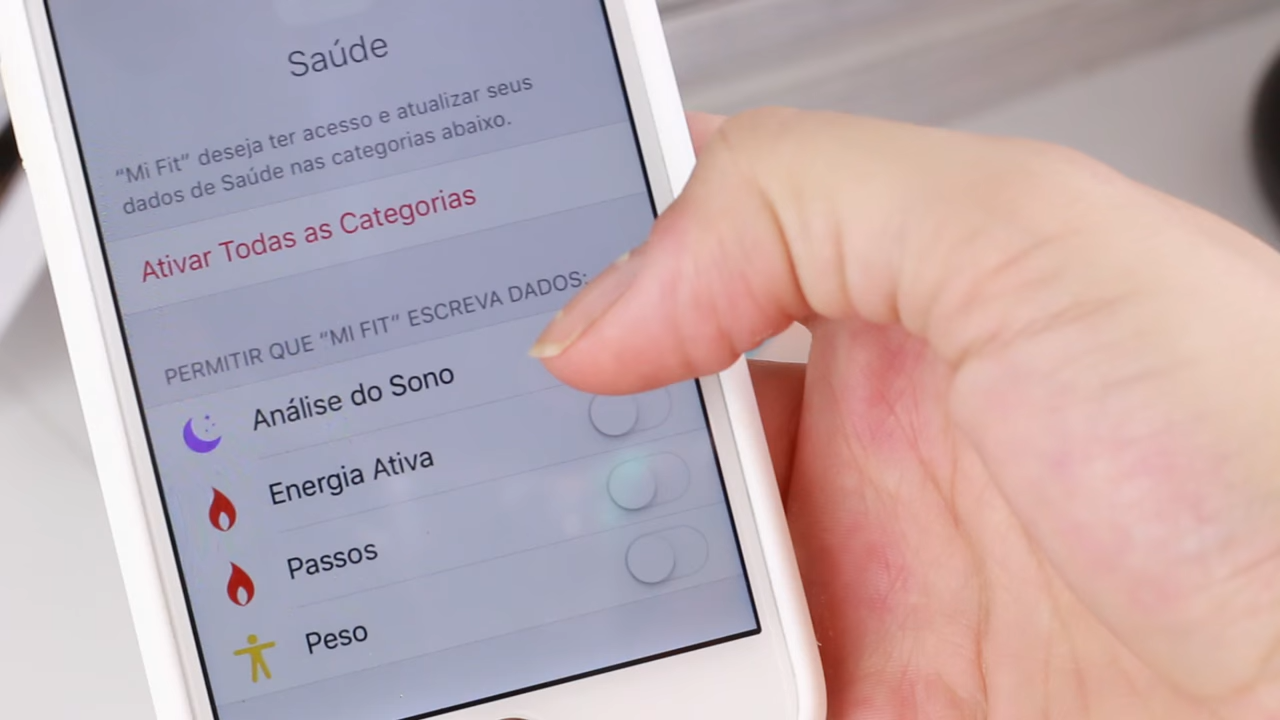 Saúde
“Mi Fit” deseja ter acesso e atualizar seus
dados de Saúde nas categorias abaixo.
Ativar Todas as Categorias
PERMITIR QUE “MI FIT” ESCREVA DADOS:
Análise do Sono
Energia Ativa
Passos
Peso